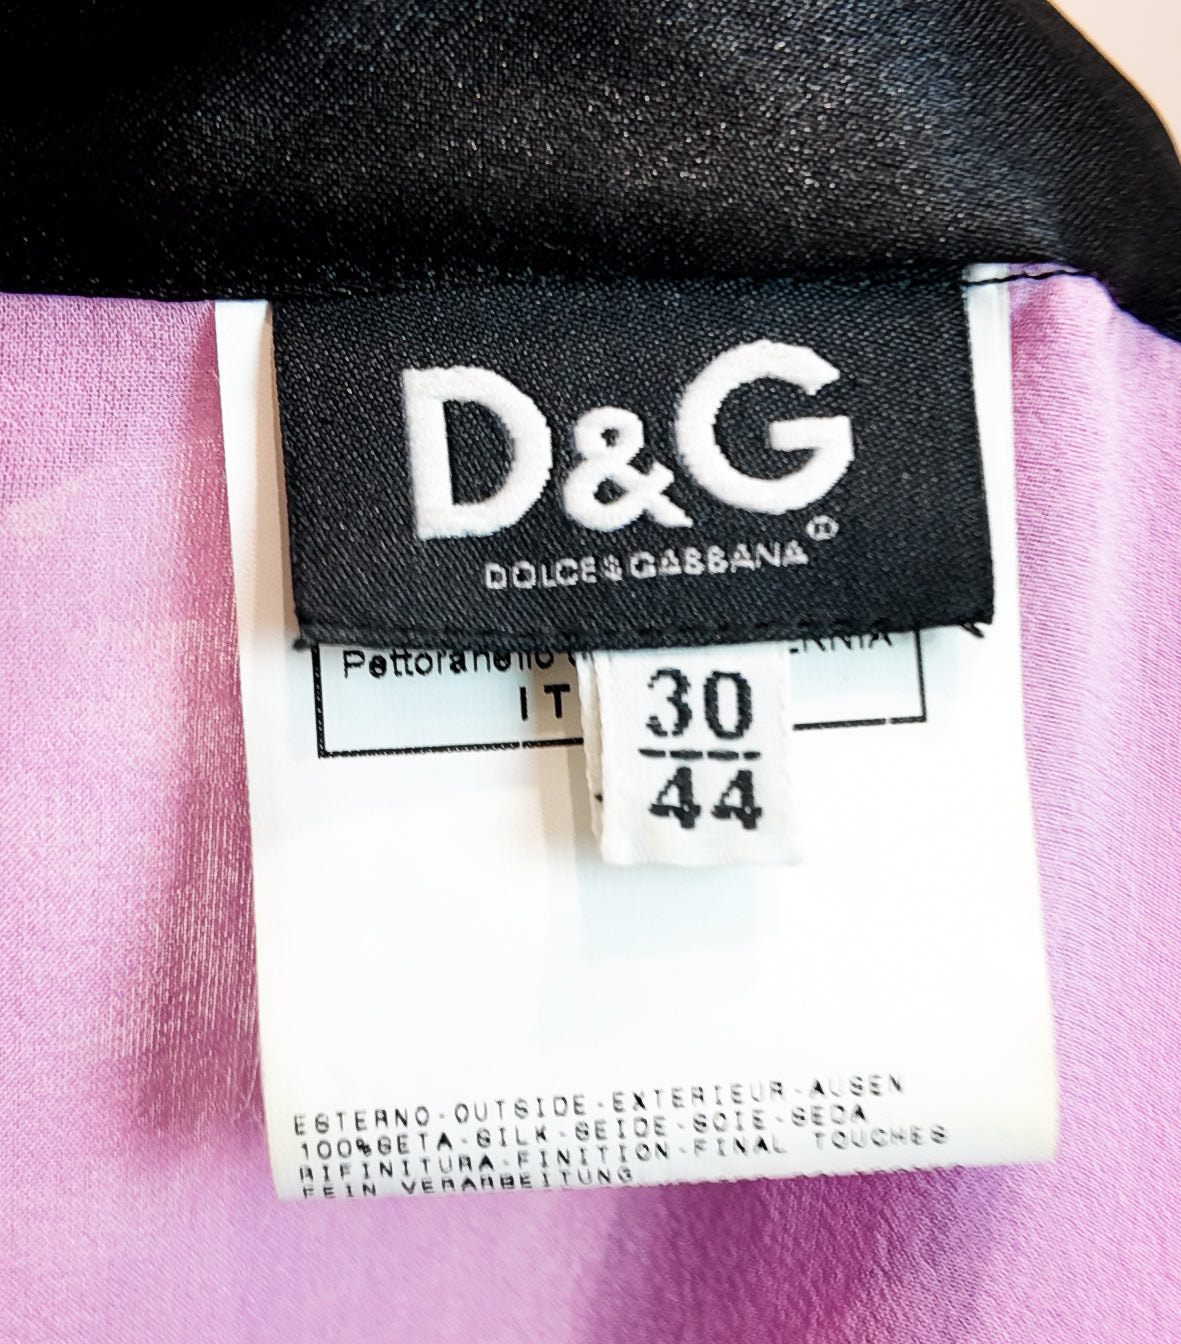 D&G
DOLCE&GABBANA®
Pettoranello
30
44
ESTERNO-OUTSIDE-EXTERIEUR-AUSEN
100%SETA-SILK-SEIDE-SOIE-SEDA
RIFINITURA-FINITION-FINAL TOUCHES
FEIN VERARBEITUNG